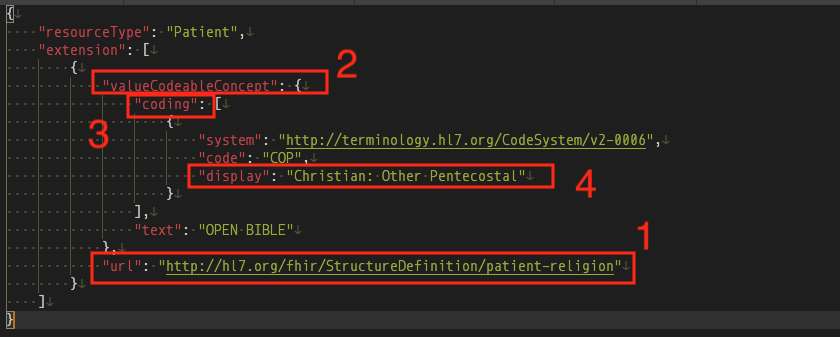 {
"resourceType": "Patient",
"extension": [
{
2
"valueCodeableConcept": {
"coding": [
3
{
"system": "http://terminology.hl7.org/CodeSystem/v2-0006",
"code": "COP",
"display": "Christian: Other Pentecostal"
4
}
],
"text": "OPEN BIBLE"
1
},
"url": "http://hl7.org/fhir/StructureDefinition/patient-religion"
}
]
}